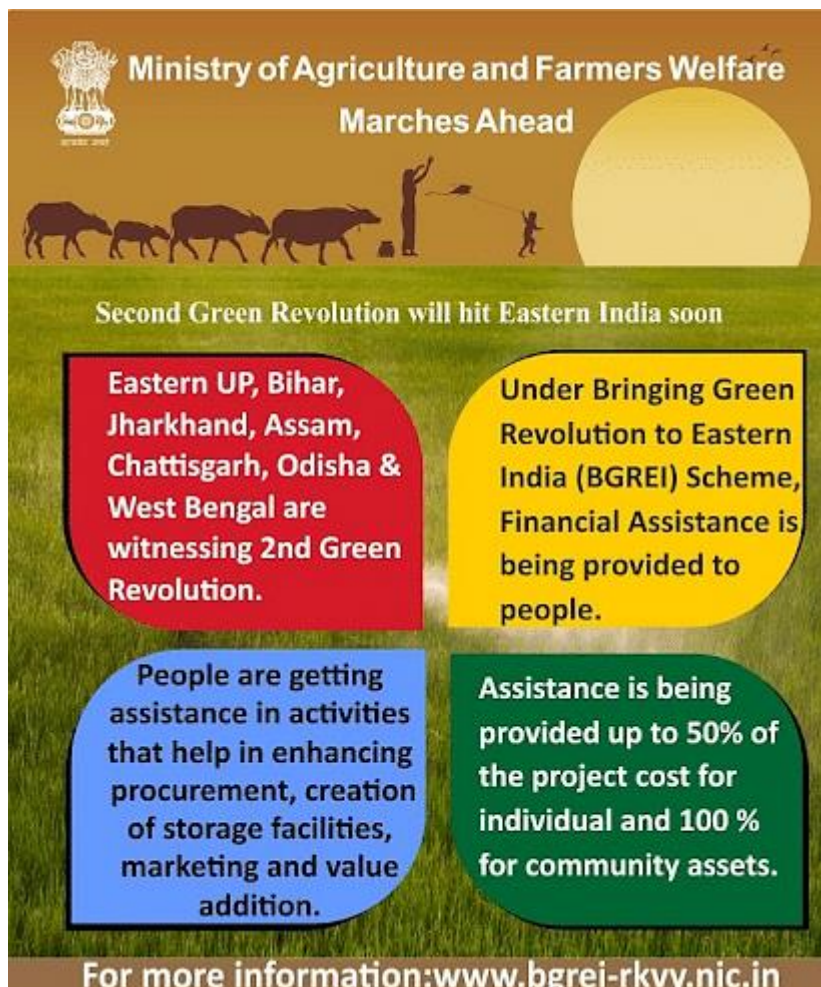 Ministry of Agriculture and Farmers Welfare
Marches Ahead
Second Green Revolution will hit Eastern India soon
Eastern UP, Bihar,
Jharkhand, Assam,
Chattisgarh, Odisha &
West Bengal are
witnessing 2nd Green
Revolution.
Under Bringing Green
Revolution to Eastern
India (BGREI) Scheme,
Financial Assistance is
being provided to
people.
People are getting
assistance in activities
that help in enhancing
procurement, creation
of storage facilities,
marketing and value
addition.
Assistance is being
provided up to 50% of
the project cost for
individual and 100 %
for community assets.
For more information:www.bgrei-rkvy.nic.in